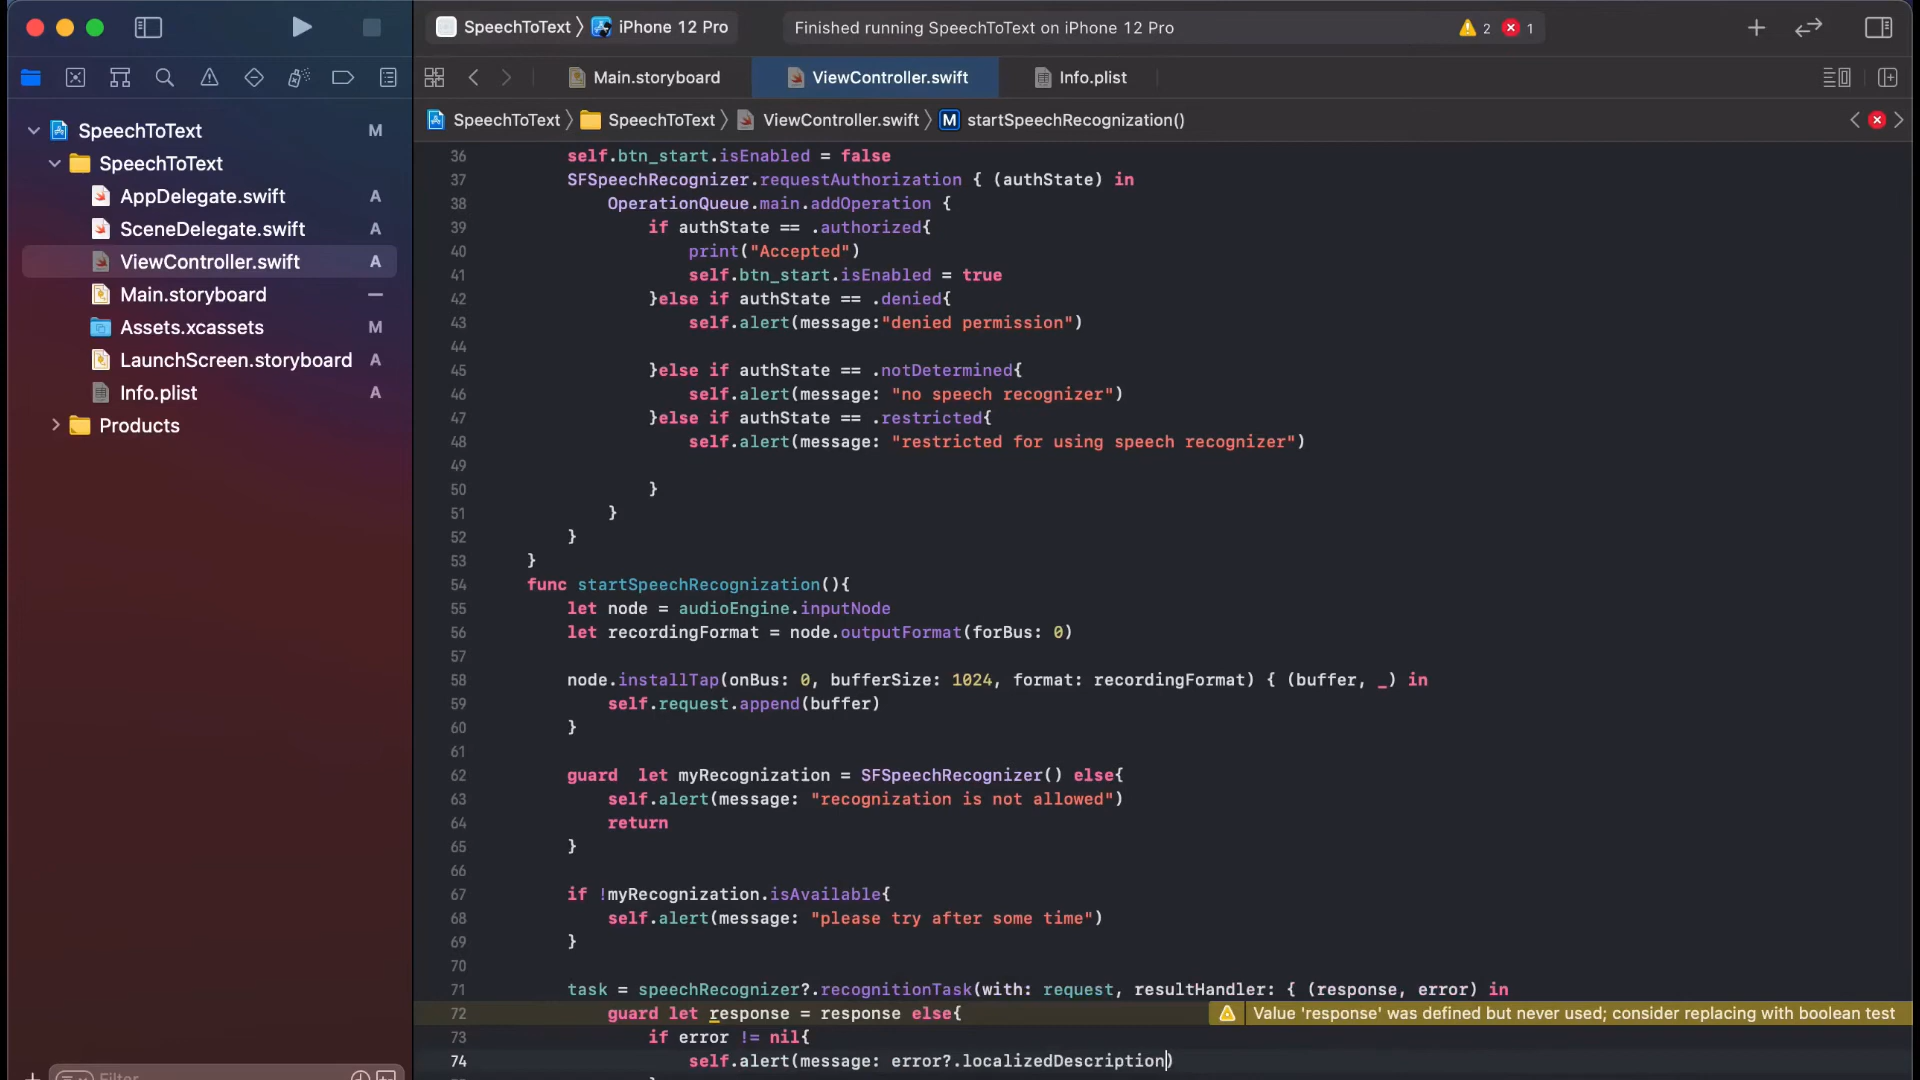 SpeechToText 〉 iPhone 12 Pro
Finished running SpeechToText on iPhone 12 Pro
2
1
Main.storyboard
ViewController.swift
Info.plist
SpeechToText 〉 SpeechToText 〉 ViewController.swift 〉 M startSpeechRecognization()
SpeechToText M
SpeechToText
AppDelegate.swift A
SceneDelegate.swift A
ViewController.swift A
Main.storyboard —
Assets.xcassets M
LaunchScreen.storyboard A
Info.plist A
Products
36 self.btn_start.isEnabled = false
37 SFSpeechRecognizer.requestAuthorization { (authState) in
38 OperationQueue.main.addOperation {
39 if authState == .authorized{
40 print("Accepted")
41 self.btn_start.isEnabled = true
42 }else if authState == .denied{
43 self.alert(message:"denied permission")
44
45 }else if authState == .notDetermined{
46 self.alert(message: "no speech recognizer")
47 }else if authState == .restricted{
48 self.alert(message: "restricted for using speech recognizer")
49
50 }
51 }
52 }
53 }
54 func startSpeechRecognization(){
55 let node = audioEngine.inputNode
56 let recordingFormat = node.outputFormat(forBus: 0)
57
58 node.installTap(onBus: 0, bufferSize: 1024, format: recordingFormat) { (buffer, _) in
59 self.request.append(buffer)
60 }
61
62 guard  let myRecognization = SFSpeechRecognizer() else{
63 self.alert(message: "recognization is not allowed")
64 return
65 }
66
67 if !myRecognization.isAvailable{
68 self.alert(message: "please try after some time")
69 }
70
71 task = speechRecognizer?.recognitionTask(with: request, resultHandler: { (response, error) in
72 guard let response = response else{ Value 'response' was defined but never used; consider replacing with boolean test
73 if error != nil{
74 self.alert(message: error?.localizedDescription)
Filter